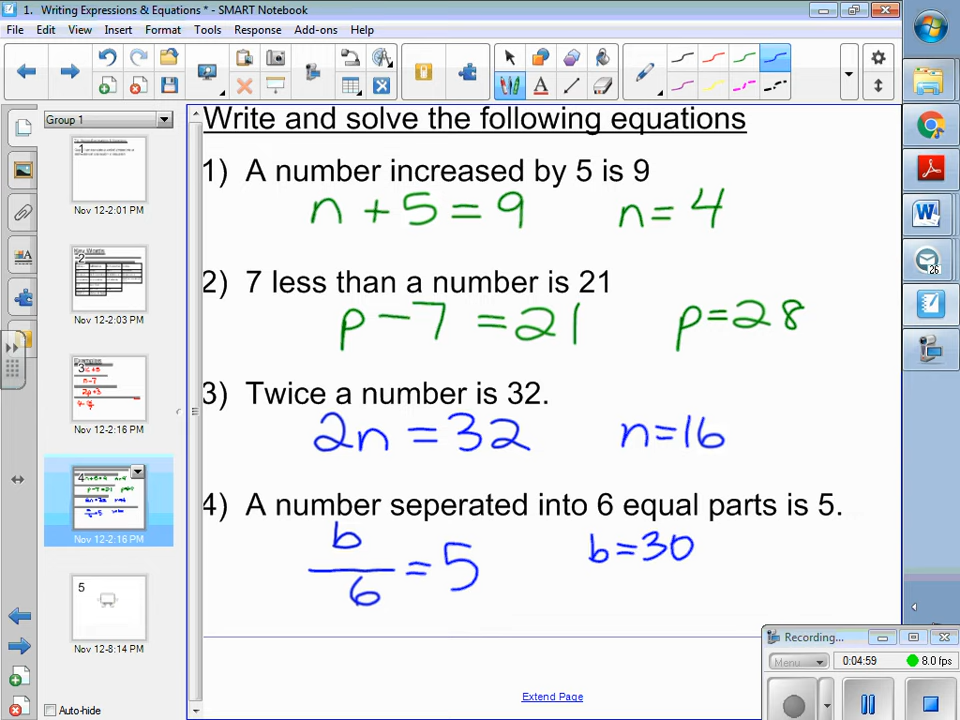 1. Writing Expressions & Equations * - SMART Notebook
File Edit View Insert Format Tools Add-ons Help
Group 1
Nov 12-2:01 PM
Nov 12-2:03 PM
Nov 12-2:16 PM
Nov 12-2:16 PM
5
Nov 12-8:14 PM
Auto-hide
Write and solve the following equations
1) A number increased by 5 is 9
n + 5 = 9 n = 4
2) 7 less than a number is 21
p - 7 = 21 p = 28
3) Twice a number is 32.
2n = 32 n = 16
4) A number seperated into 6 equal parts is 5.
b/6 = 5 b = 30
Extend Page
26
Recording...
Menu 0:04:59 8.0 fps